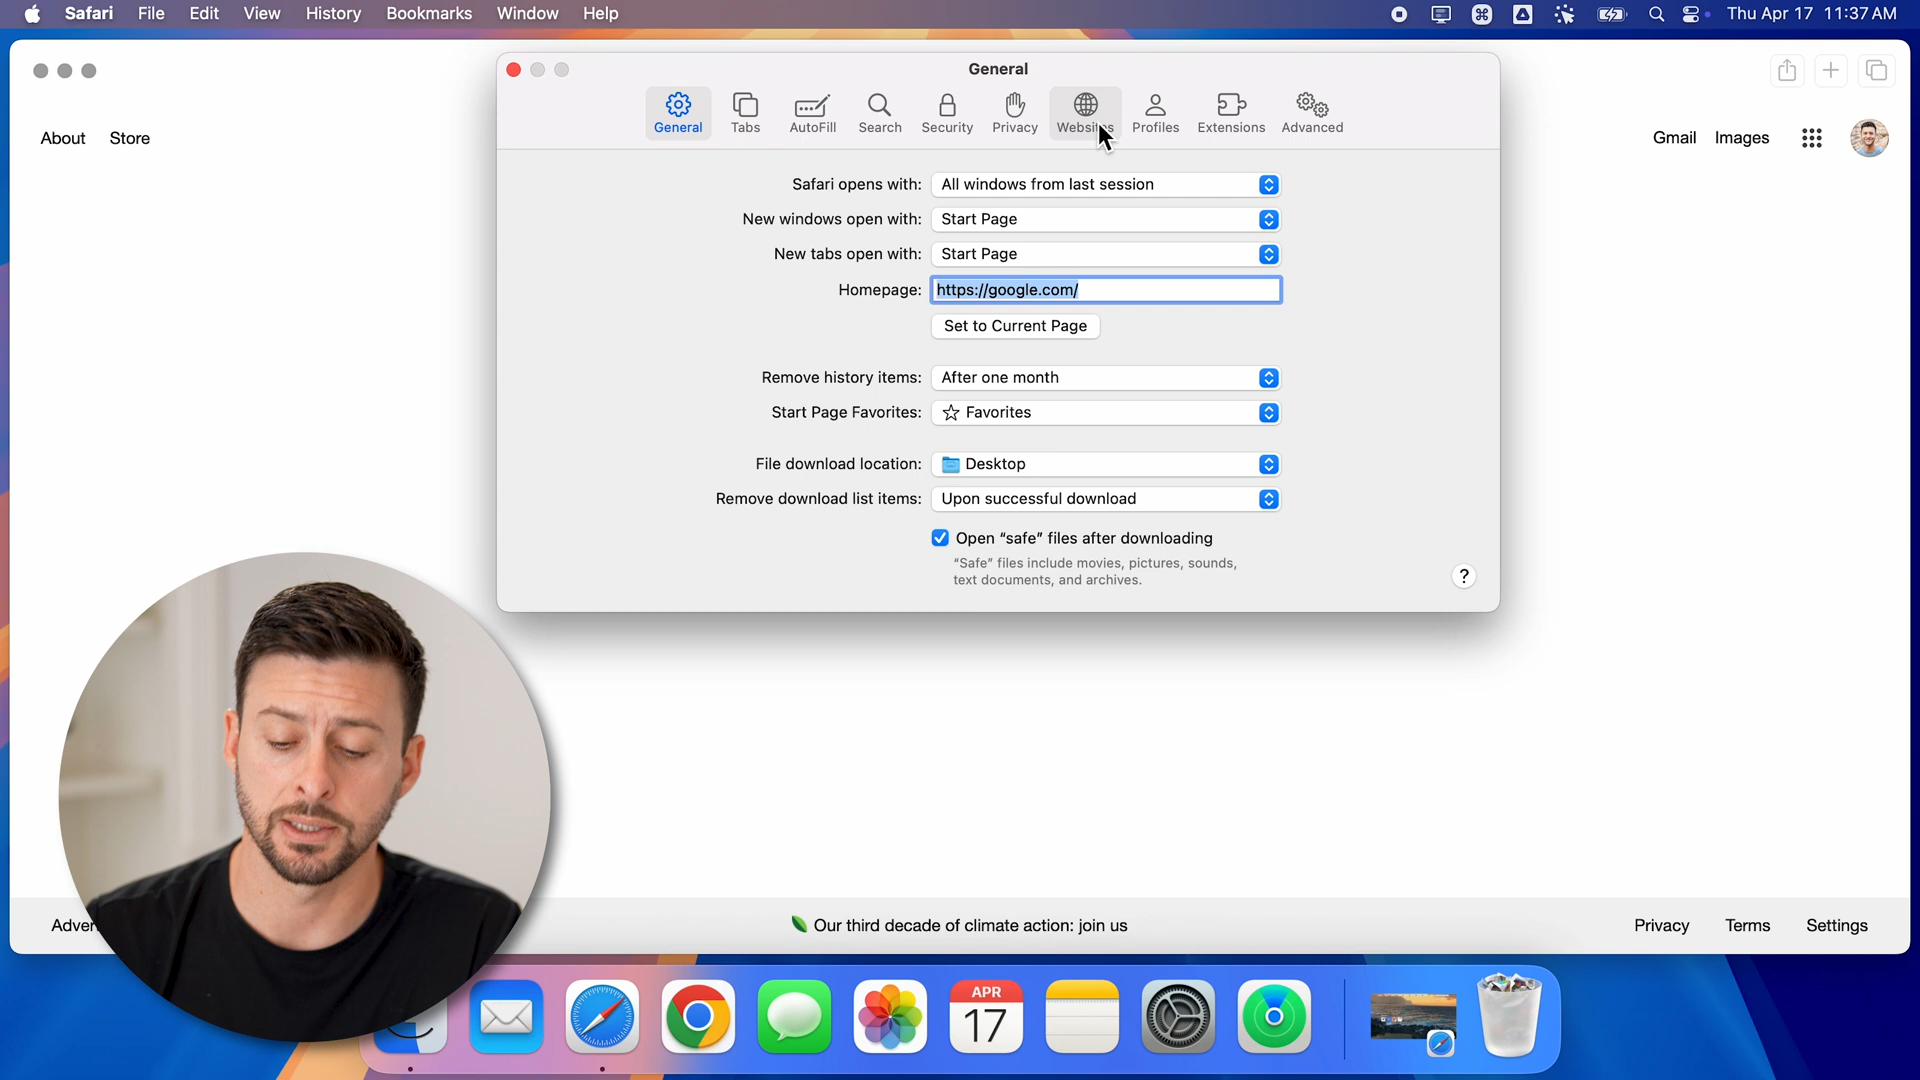 Safari File Edit View History Bookmarks Window Help
Thu Apr 17 11:37 AM
General
General Tabs AutoFill Search Security Privacy Websites Profiles Extensions Advanced
About Store
Gmail Images
Safari opens with: All windows from last session
New windows open with: Start Page
New tabs open with: Start Page
Homepage: https://google.com/
Set to Current Page
Remove history items: After one month
Start Page Favorites: Favorites
File download location: Desktop
Remove download list items: Upon successful download
Open “safe” files after downloading
“Safe” files include movies, pictures, sounds,
text documents, and archives.
?
Our third decade of climate action: join us
Privacy Terms Settings
APR
17